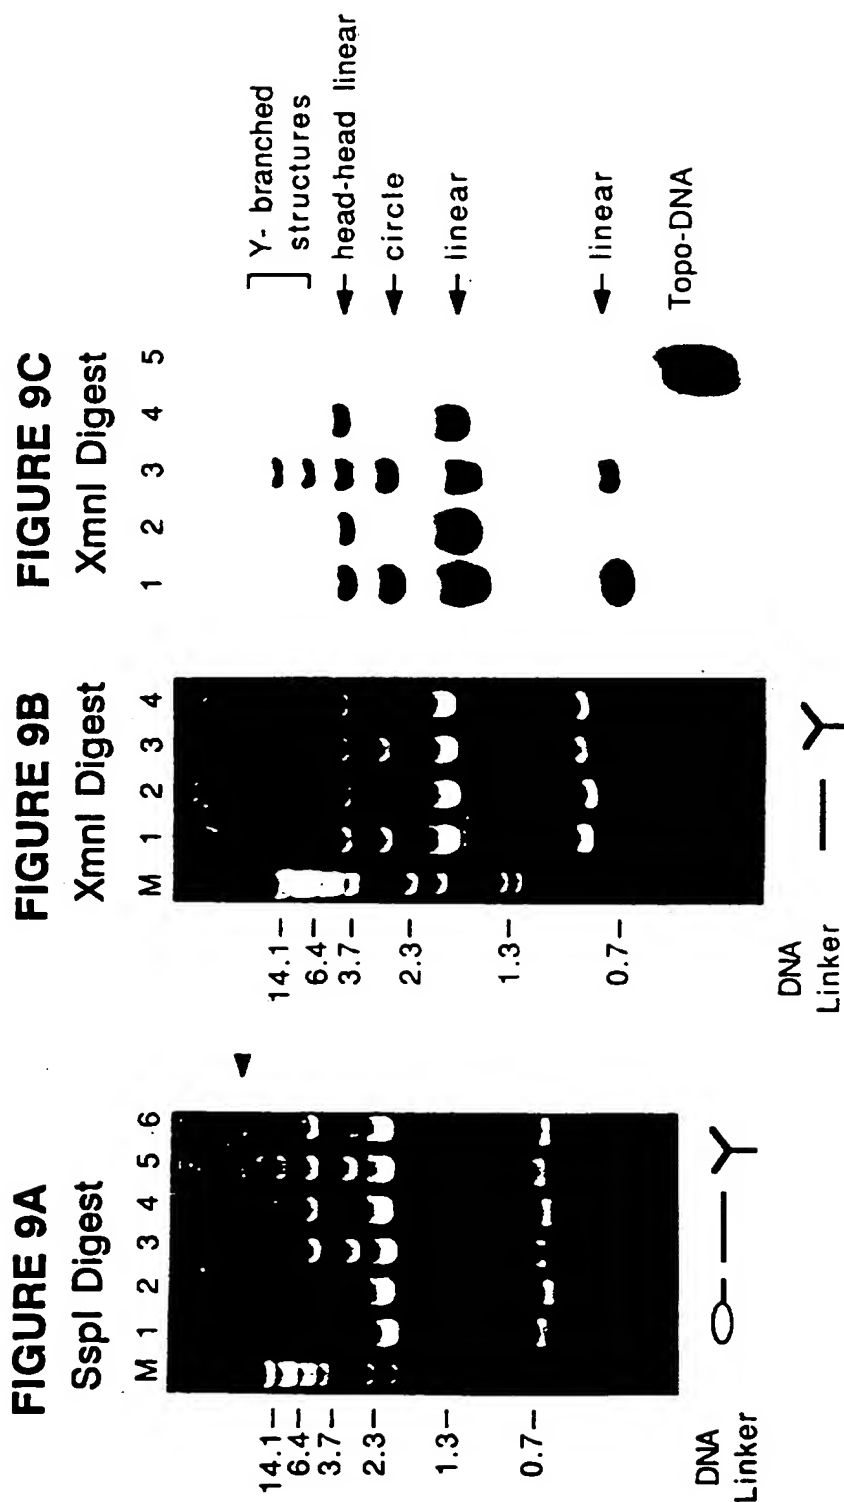 FIGURE 9A
SspI Digest
M 1 2 3 4 5 6
14.1
6.4
3.7
2.3
1.3
0.7
DNA
Linker
FIGURE 9B
XmnI Digest
M 1 2 3 4
14.1
6.4
3.7
2.3
1.3
0.7
DNA
Linker
FIGURE 9C
XmnI Digest
1 2 3 4 5
Y- branched
structures
head-head linear
circle
linear
linear
Topo-DNA